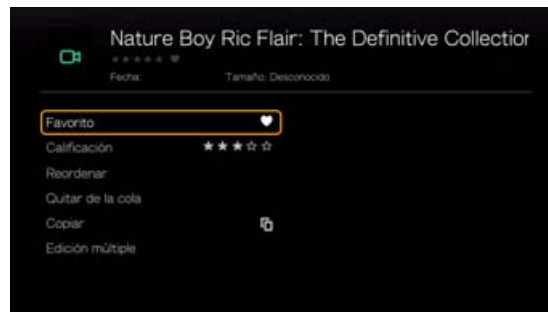 Nature Boy Ric Flair: The Definitive Collection
Fecha: Tamaño: Desconocido
Favorito
Calificación
Reordenar
Quitar de la cola
Copiar
Edición múltiple